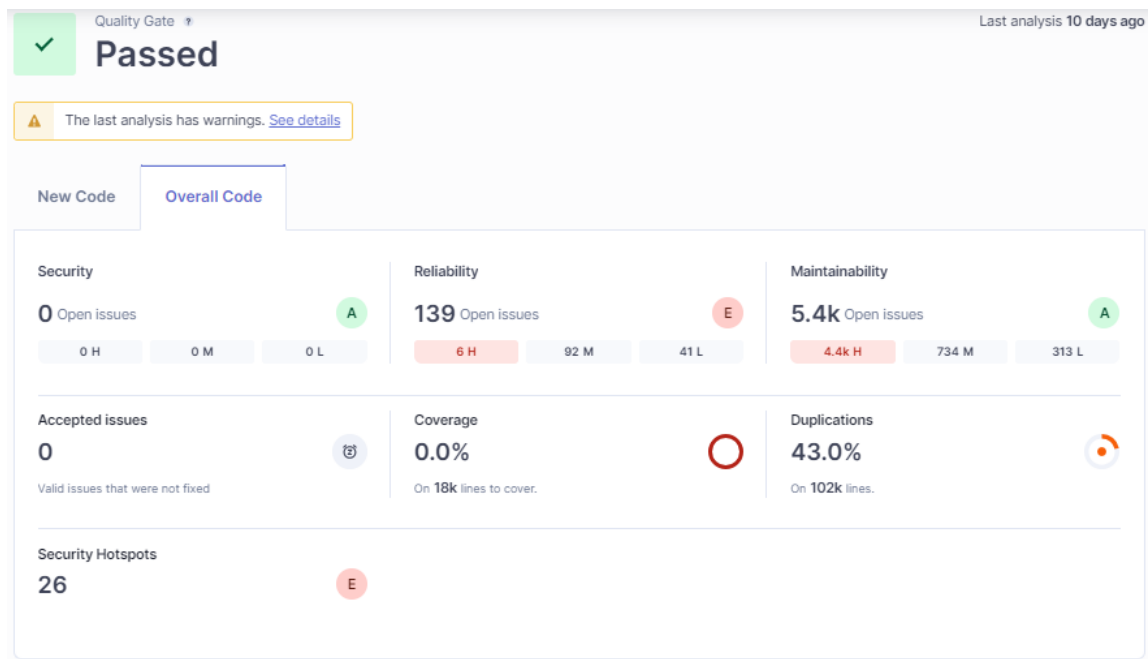 Quality Gate ?
Last analysis 10 days ago
Passed
The last analysis has warnings. See details
New Code
Overall Code
Security
0 Open issues
A
0 H
0 M
0 L
Reliability
139 Open issues
E
6 H
92 M
41 L
Maintainability
5.4k Open issues
A
4.4k H
734 M
313 L
Accepted issues
0
Valid issues that were not fixed
Coverage
0.0%
On 18k lines to cover.
Duplications
43.0%
On 102k lines.
Security Hotspots
26
E